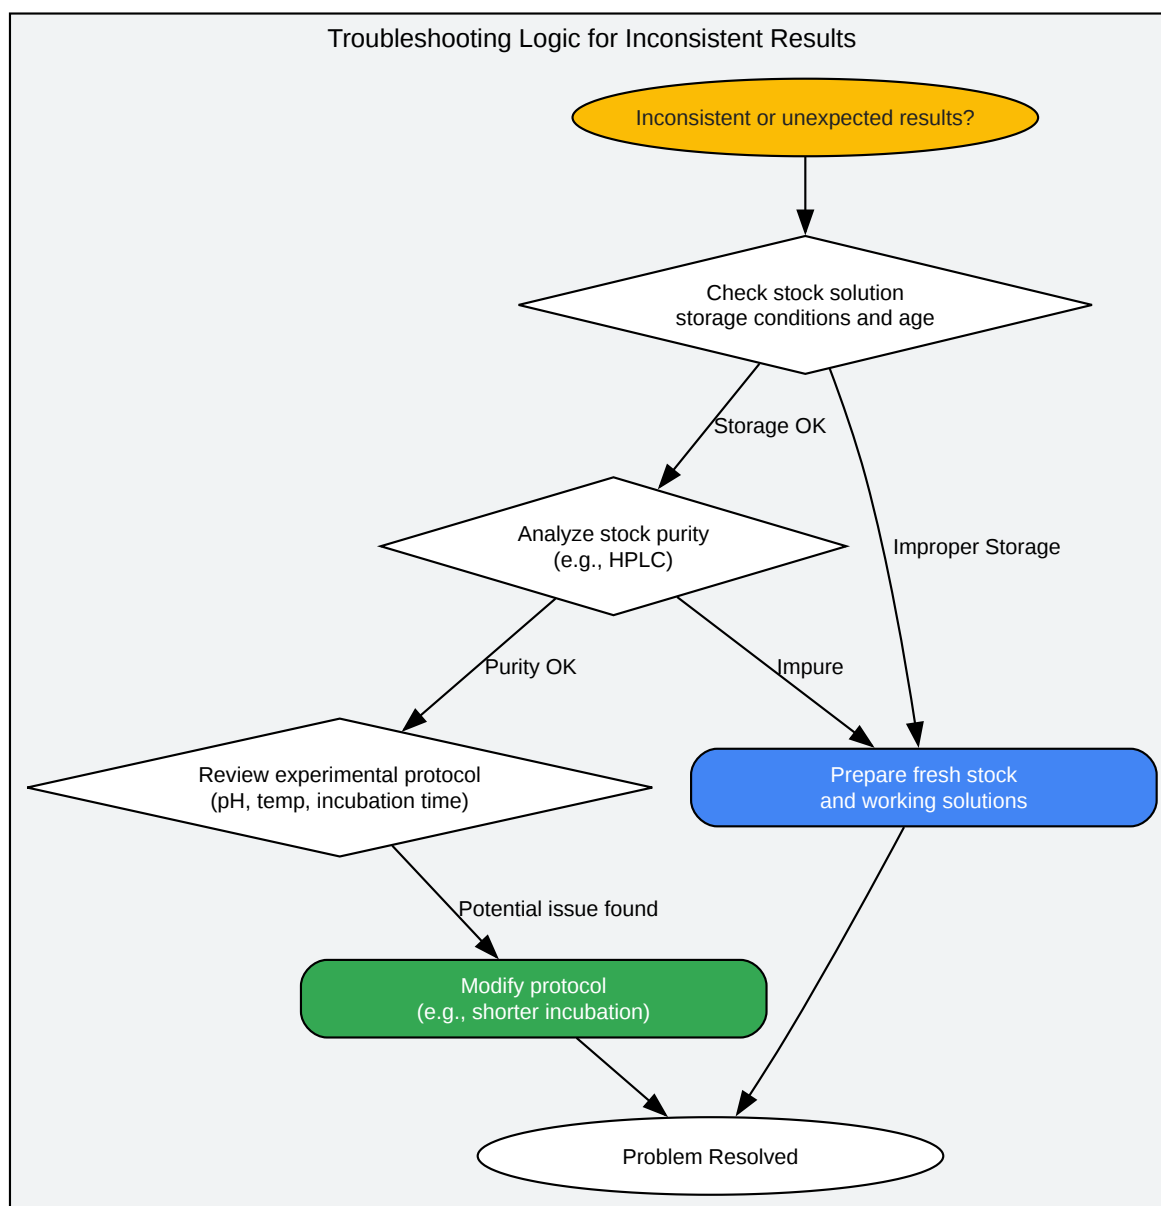 Troubleshooting Logic for Inconsistent Results
Inconsistent or unexpected results?
Check stock solution
storage conditions and age
Storage OK
Analyze stock purity
(e.g., HPLC)
Improper Storage
Purity OK
Impure
Review experimental protocol
(pH, temp, incubation time)
Prepare fresh stock
and working solutions
Potential issue found
Modify protocol
(e.g., shorter incubation)
Problem Resolved